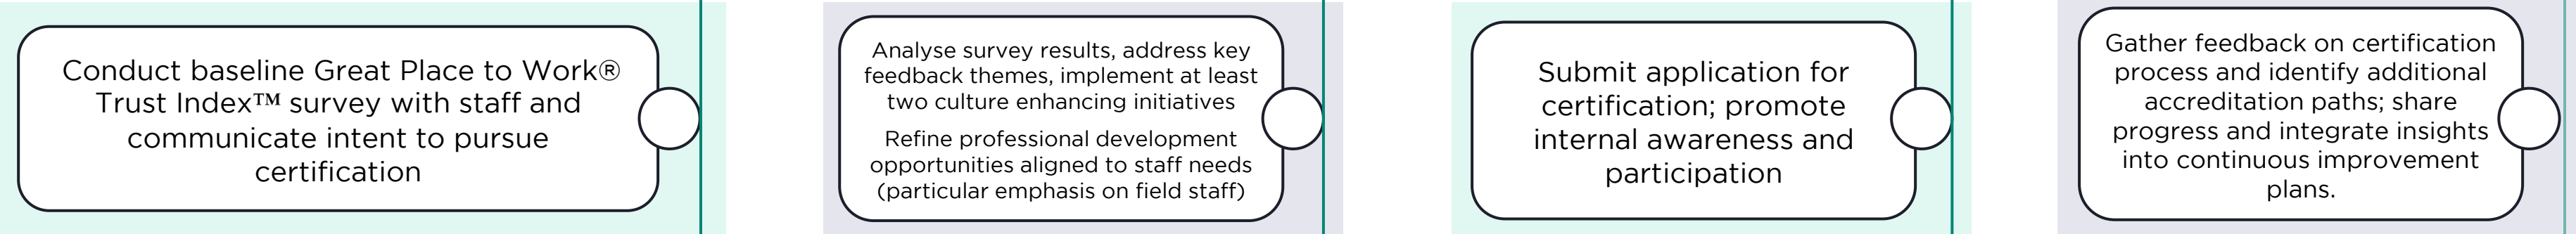 Conduct baseline Great Place to Work®
Trust Index™ survey with staff and
communicate intent to pursue
certification
Analyse survey results, address key
feedback themes, implement at least
two culture enhancing initiatives
Refine professional development
opportunities aligned to staff needs
(particular emphasis on field staff)
Submit application for
certification; promote
internal awareness and
participation
Gather feedback on certification
process and identify additional
accreditation paths; share
progress and integrate insights
into continuous improvement
plans.